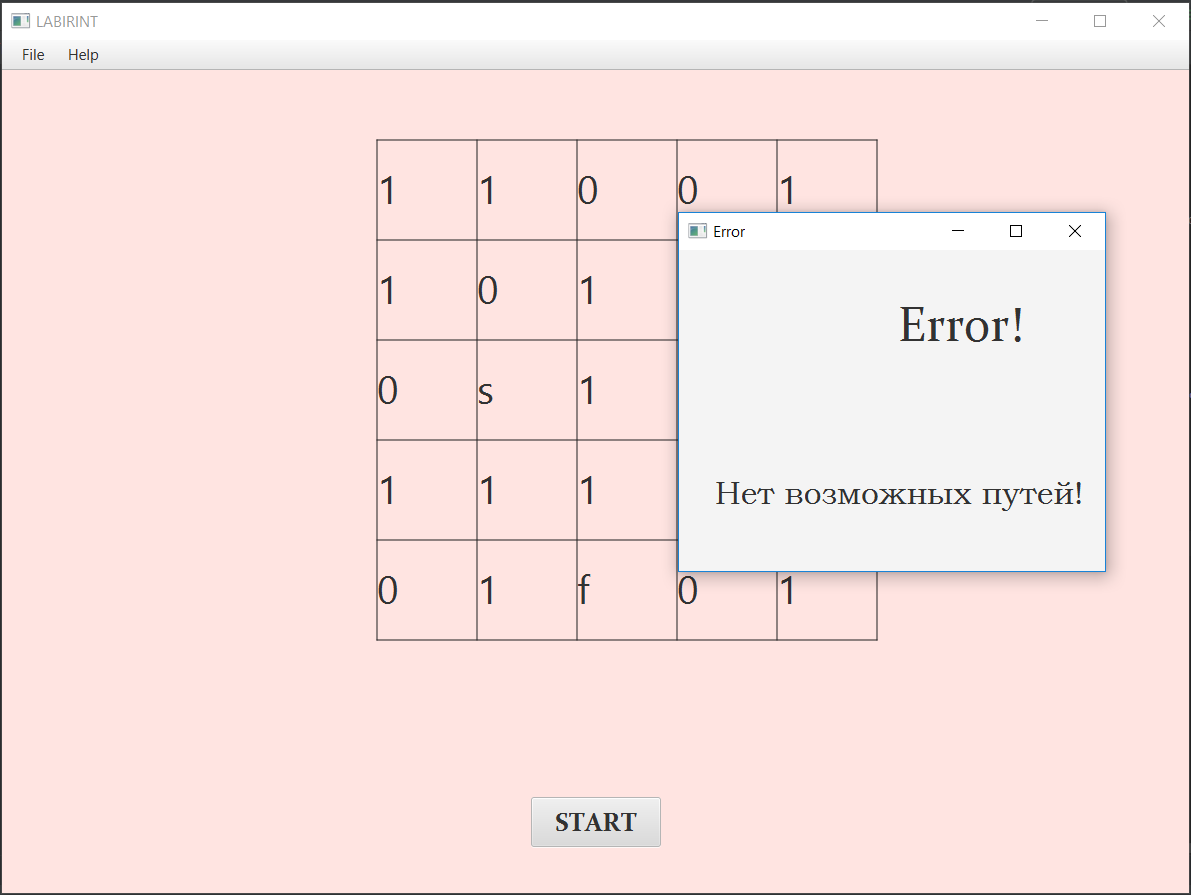 LABIRINT
File Help
1 1 0 0 1
Error
1 0 1
Error!
0 s 1
1 1 1
Нет возможных путей!
0 1 f 0 1
START